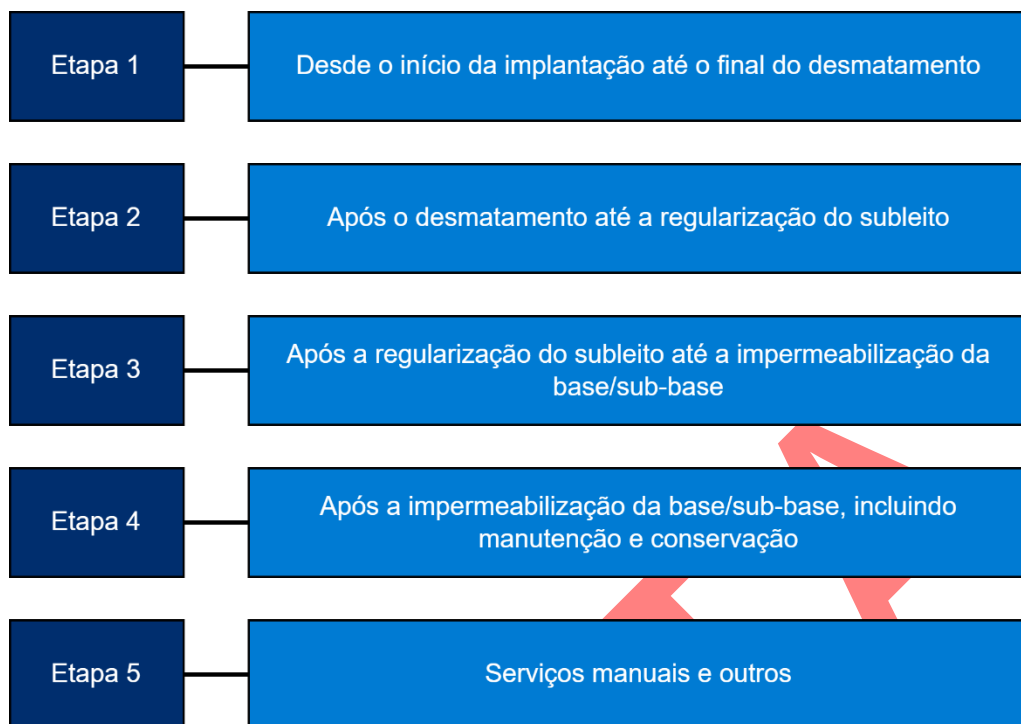 Etapa 1
Desde o início da implantação até o final do desmatamento
Etapa 2
Após o desmatamento até a regularização do subleito
Etapa 3
Após a regularização do subleito até a impermeabilização da
base/sub-base
Etapa 4
Após a impermeabilização da base/sub-base, incluindo
manutenção e conservação
Etapa 5
Serviços manuais e outros